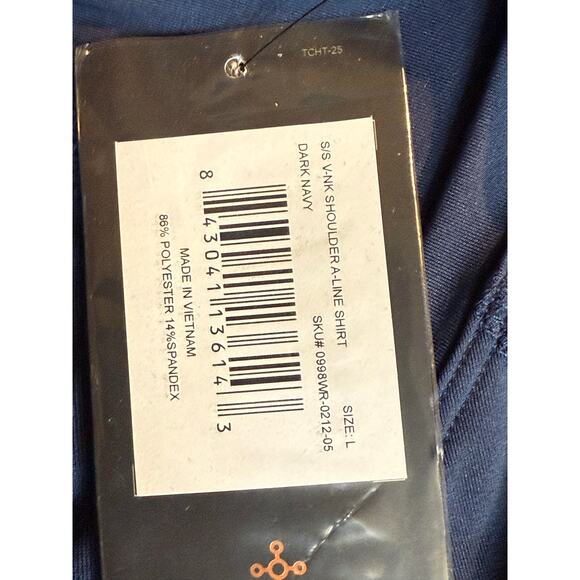 TCHT-25
S/S V-NK SHOULDER A-LINE SHIRT
DARK NAVY
SIZE: L
SKU# 0998WR-0212-05
8 43041 13614 3
MADE IN VIETNAM
86% POLYESTER 14%SPANDEX